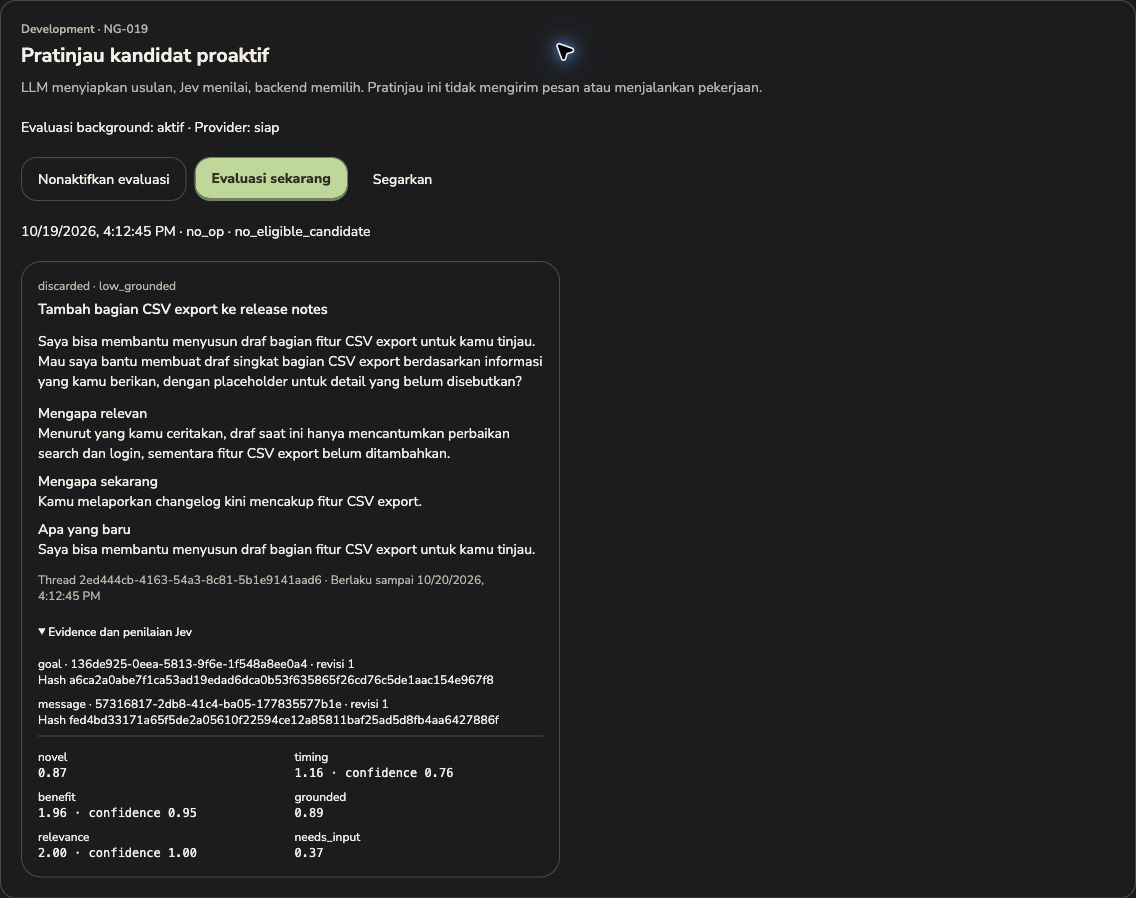 Development · NG-019
Pratinjau kandidat proaktif
LLM menyiapkan usulan, Jev menilai, backend memilih. Pratinjau ini tidak mengirim pesan atau menjalankan pekerjaan.
Evaluasi background: aktif · Provider: siap
Nonaktifkan evaluasi
Evaluasi sekarang
Segarkan
10/19/2026, 4:12:45 PM · no_op · no_eligible_candidate
discarded · low_grounded
Tambah bagian CSV export ke release notes
Saya bisa membantu menyusun draf bagian fitur CSV export untuk kamu tinjau.
Mau saya bantu membuat draf singkat bagian CSV export berdasarkan informasi
yang kamu berikan, dengan placeholder untuk detail yang belum disebutkan?
Mengapa relevan
Menurut yang kamu ceritakan, draf saat ini hanya mencantumkan perbaikan
search dan login, sementara fitur CSV export belum ditambahkan.
Mengapa sekarang
Kamu melaporkan changelog kini mencakup fitur CSV export.
Apa yang baru
Saya bisa membantu menyusun draf bagian fitur CSV export untuk kamu tinjau.
Thread 2ed444cb-4163-54a3-8c81-5b1e9141aad6 · Berlaku sampai 10/20/2026,
4:12:45 PM
▼ Evidence dan penilaian Jev
goal · 136de925-0eea-5813-9f6e-1f548a8ee0a4 · revisi 1
Hash a6ca2a0abe7f1ca53ad19edad6dca0b53f635865f26cd76c5de1aac154e967f8
message · 57316817-2db8-41c4-ba05-177835577b1e · revisi 1
Hash fed4bd33171a65f5de2a05610f22594ce12a85811baf25ad5d8fb4aa6427886f
novel
0.87
timing
1.16 · confidence 0.76
benefit
1.96 · confidence 0.95
grounded
0.89
relevance
2.00 · confidence 1.00
needs_input
0.37